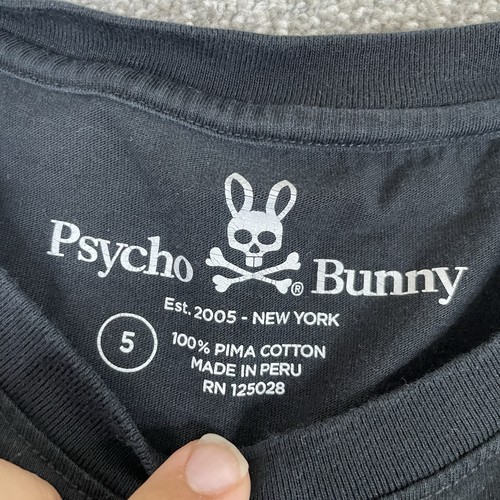 Psycho ® Bunny
Est. 2005 - NEW YORK
5
100% PIMA COTTON
MADE IN PERU
RN 125028